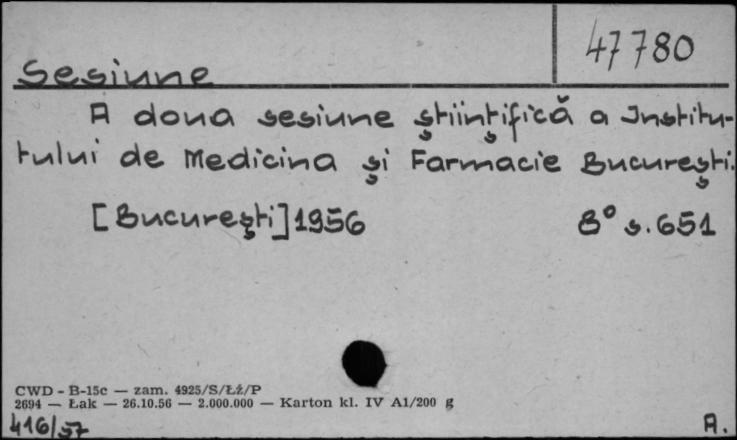 47780
Sesiune
A doua sesiune ştiinţifică a Institu-
tului de Medicina şi Farmacie Bucureşti.
[Bucureşti] 1956 8° s. 651
CWD - B-15c — zam. 4925/S/Łź/P
2694 — Łak — 26.10.56 — 2.000.000 — Karton kl. IV A1/200 g
416/57 A.